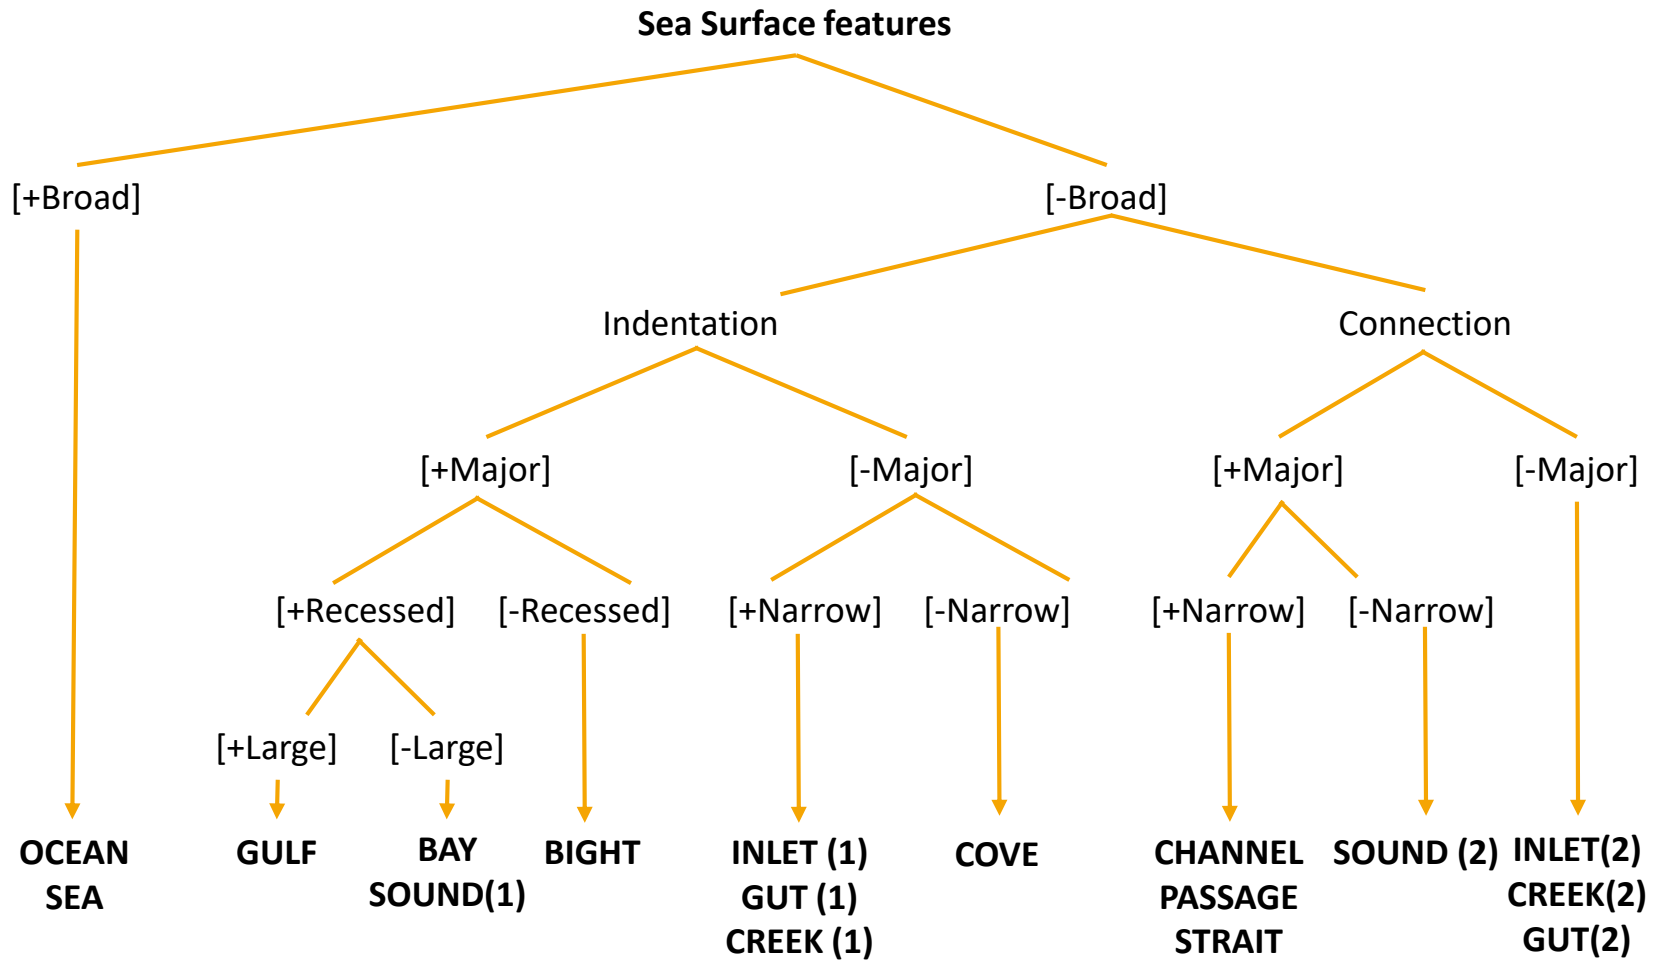 Sea Surface features
[+Broad]
[-Broad]
Indentation
Connection
[+Major]
[-Major]
[+Major]
[-Major]
[+Recessed]
[-Recessed]
[+Narrow]
[-Narrow]
[+Narrow]
[-Narrow]
[+Large]
[-Large]
OCEAN
SEA
GULF
BAY
SOUND(1)
BIGHT
INLET (1)
GUT (1)
CREEK (1)
COVE
CHANNEL
PASSAGE
STRAIT
SOUND (2)
INLET(2)
CREEK(2)
GUT(2)